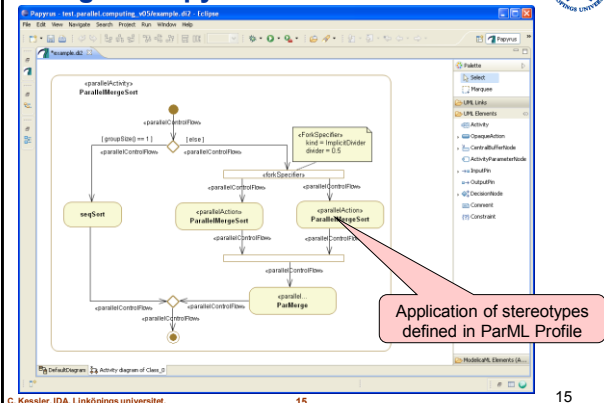 Papyrus - test.parallel.computing_v05/example.di2 - Eclipse
File Edit View Navigate Search Project Run Window Help
Papyrus
*example.di2
«parallelActivity»
ParallelMergeSort
«parallelControlFlow»
[ groupSize() == 1 ]
[ else ]
«parallelControlFlow»
«parallelControlFlow»
«ForkSpecifier»
kind = ImplicitDivider
divider = 0.5
«forkSpecifier»
«parallelControlFlow»
«parallelControlFlow»
seqSort
«parallelAction»
ParallelMergeSort
«parallelAction»
ParallelMergeSort
«parallelControlFlow»
«parallelControlFlow»
«parallelControlFlow»
«parallel...
ParMerge
«parallelControlFlow»
«parallelControlFlow»
«parallelControlFlow»
Palette
Select
Marquee
UML Links
UML Elements
Activity
OpaqueAction
CentralBufferNode
ActivityParameterNode
InputPin
OutputPin
DecisionNode
Comment
Constraint
ModelicaML Elements (A...
Application of stereotypes
defined in ParML Profile
DefaultDiagram
Activity diagram of Class_0
C. Kessler, IDA, Linköpings universitet.
15
15